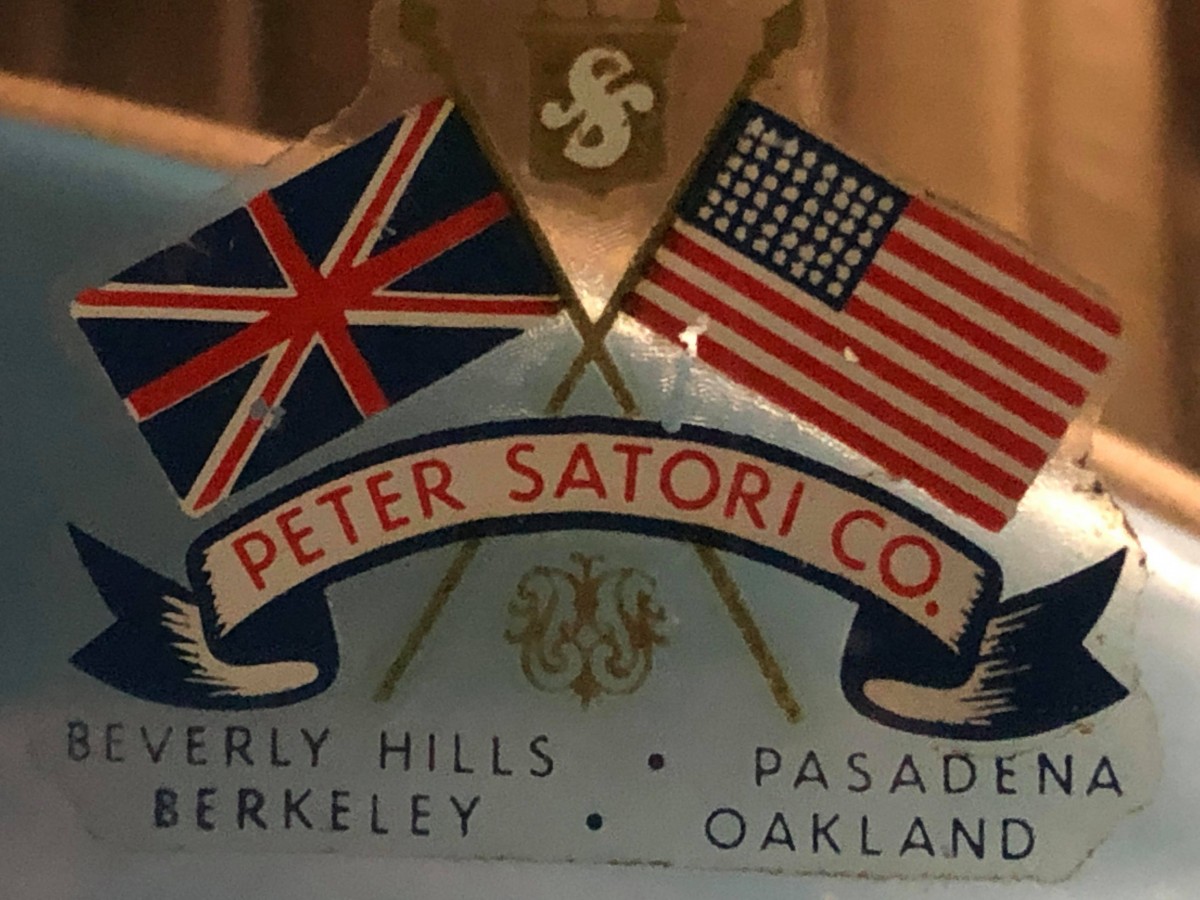 PETER SATORI CO.
BEVERLY HILLS • PASADENA
BERKELEY • OAKLAND